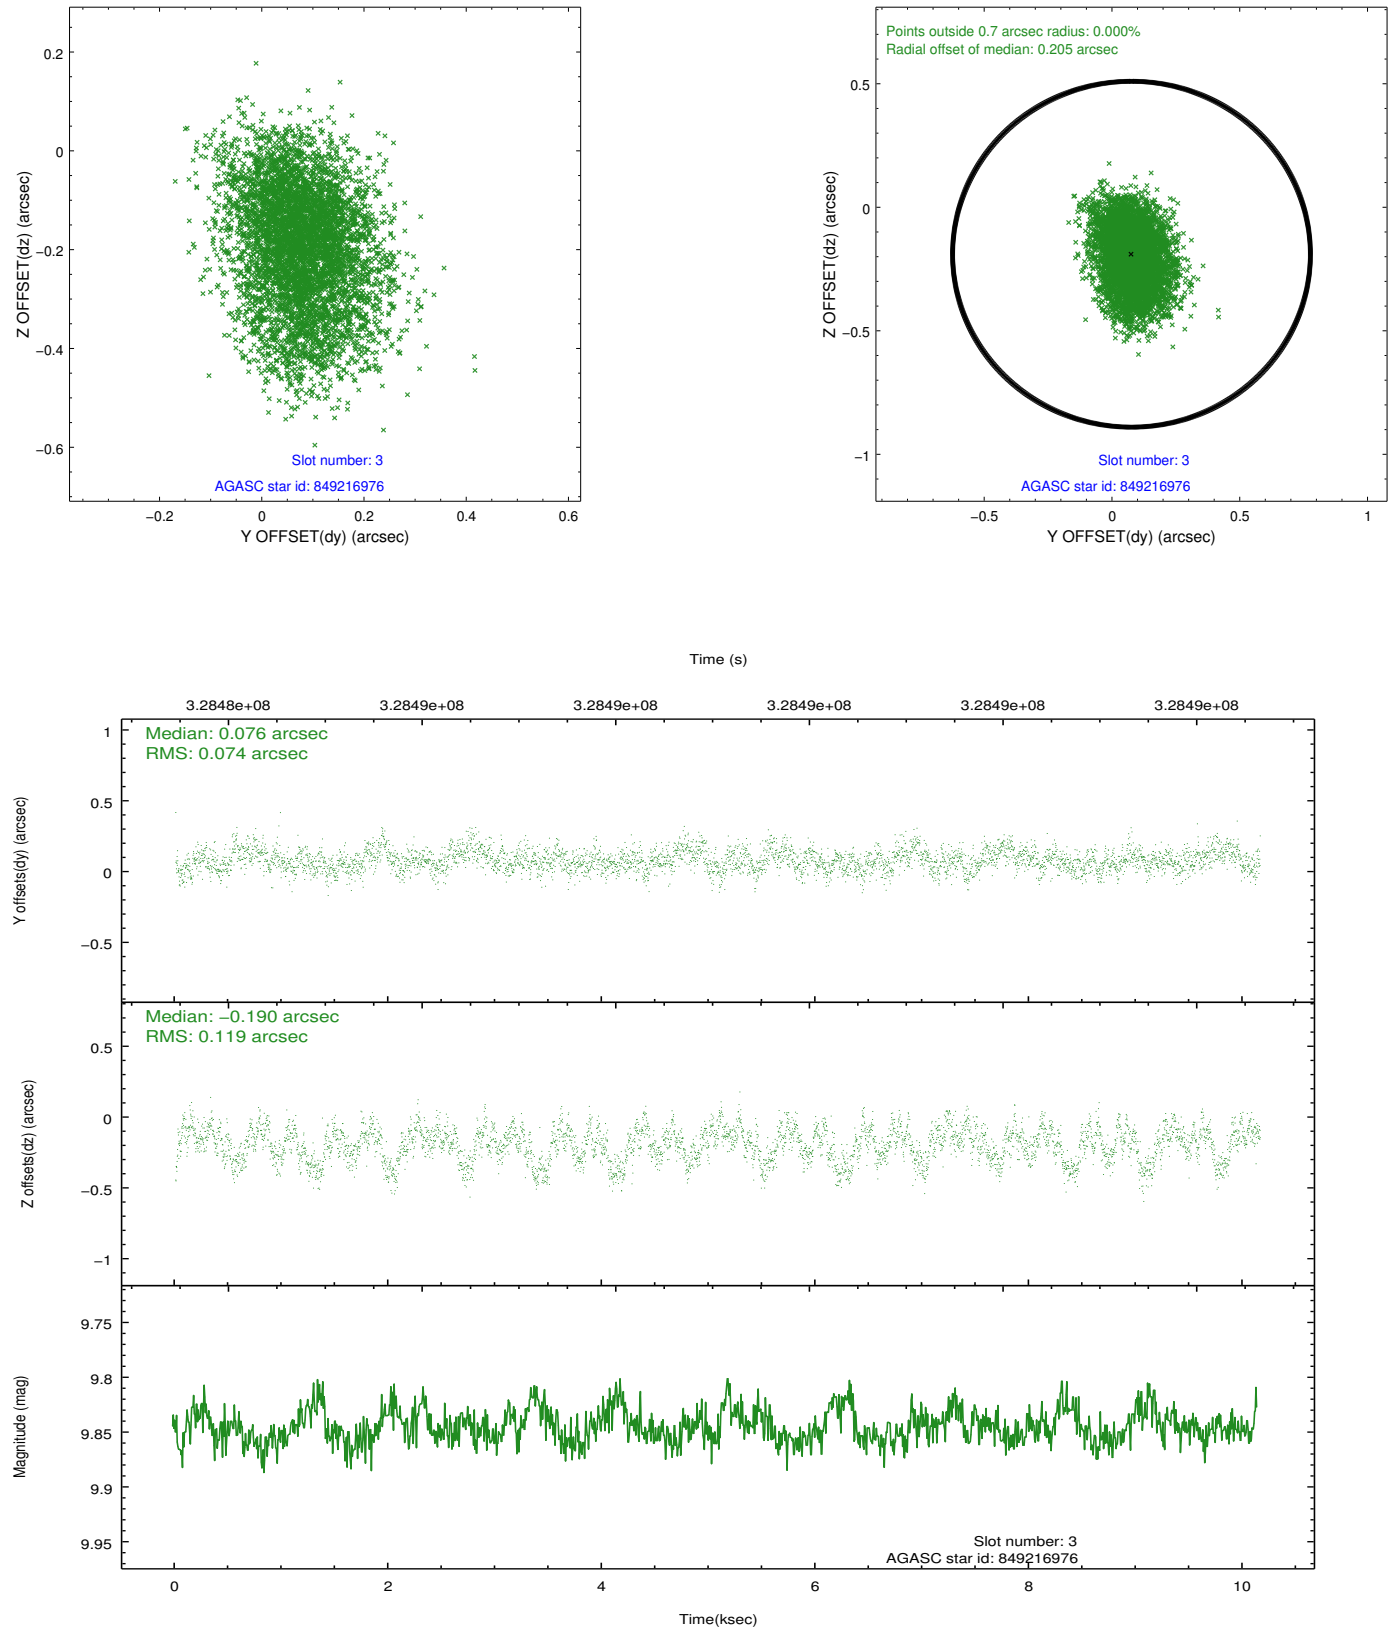 0.2
0
−0.2
−0.4
−0.6
Z OFFSET(dz) (arcsec)
Slot number: 3
AGASC star id: 849216976
−0.2 0 0.2 0.4 0.6
Y OFFSET(dy) (arcsec)
Points outside 0.7 arcsec radius: 0.000%
Radial offset of median: 0.205 arcsec
0.5
0
−0.5
−1
Z OFFSET(dz) (arcsec)
Slot number: 3
AGASC star id: 849216976
−0.5 0 0.5 1
Y OFFSET(dy) (arcsec)
Time (s)
3.2848e+08 3.2849e+08 3.2849e+08 3.2849e+08 3.2849e+08 3.2849e+08
Median: 0.076 arcsec
RMS: 0.074 arcsec
1
0.5
0
−0.5
Y offsets(dy) (arcsec)
Median: −0.190 arcsec
RMS: 0.119 arcsec
0.5
0
−0.5
−1
Z offsets(dz) (arcsec)
9.75
9.8
9.85
9.9
9.95
Magnitude (mag)
Slot number: 3
AGASC star id: 849216976
0 2 4 6 8 10
Time(ksec)